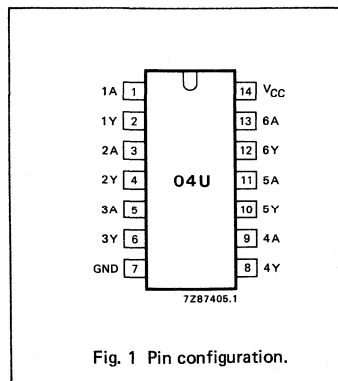 1A 1 14 VCC
1Y 2 13 6A
2A 3 12 6Y
2Y 4 04U 11 5A
3A 5 10 5Y
3Y 6 9 4A
GND 7 8 4Y
7Z87405.1
Fig. 1 Pin configuration.